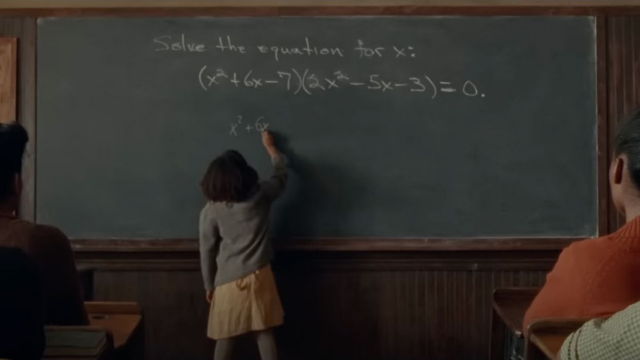 Solve the equation for x:
(x²+6x-7)(2x²-5x-3)=0.
x²+6x